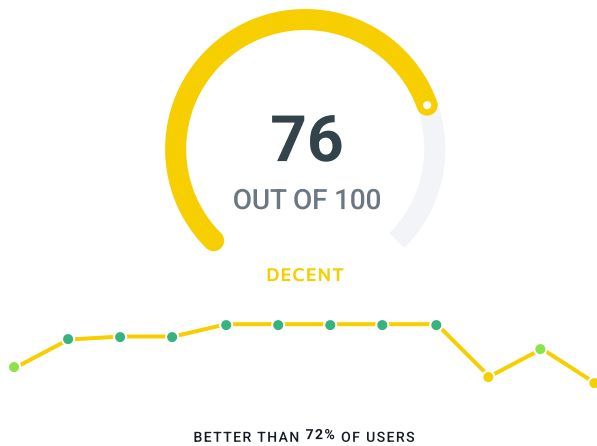 76
OUT OF 100
DECENT
BETTER THAN 72% OF USERS